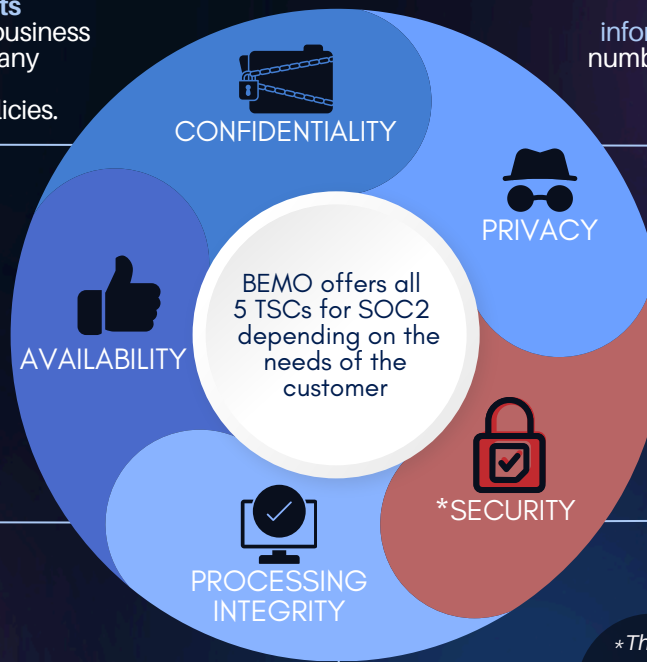 business
any
licies.
numb
CONFIDENTIALITY
PRIVACY
BEMO offers all
5 TSCs for SOC2
depending on the
needs of the
customer
AVAILABILITY
*SECURITY
PROCESSING
INTEGRITY
*Th